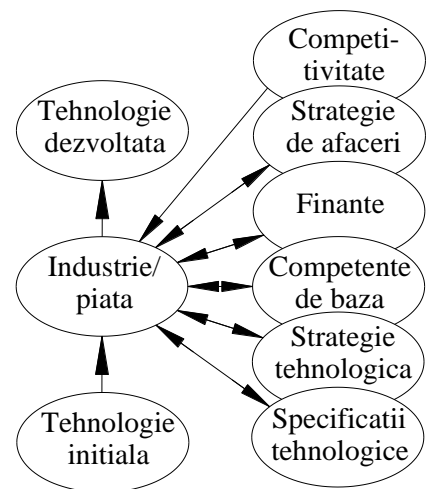 Competi-
tivitate
Tehnologie
dezvoltata
Strategie
de afaceri
Finante
Industrie/
piata
Competente
de baza
Strategie
tehnologica
Tehnologie
initiala
Specificatii
tehnologice